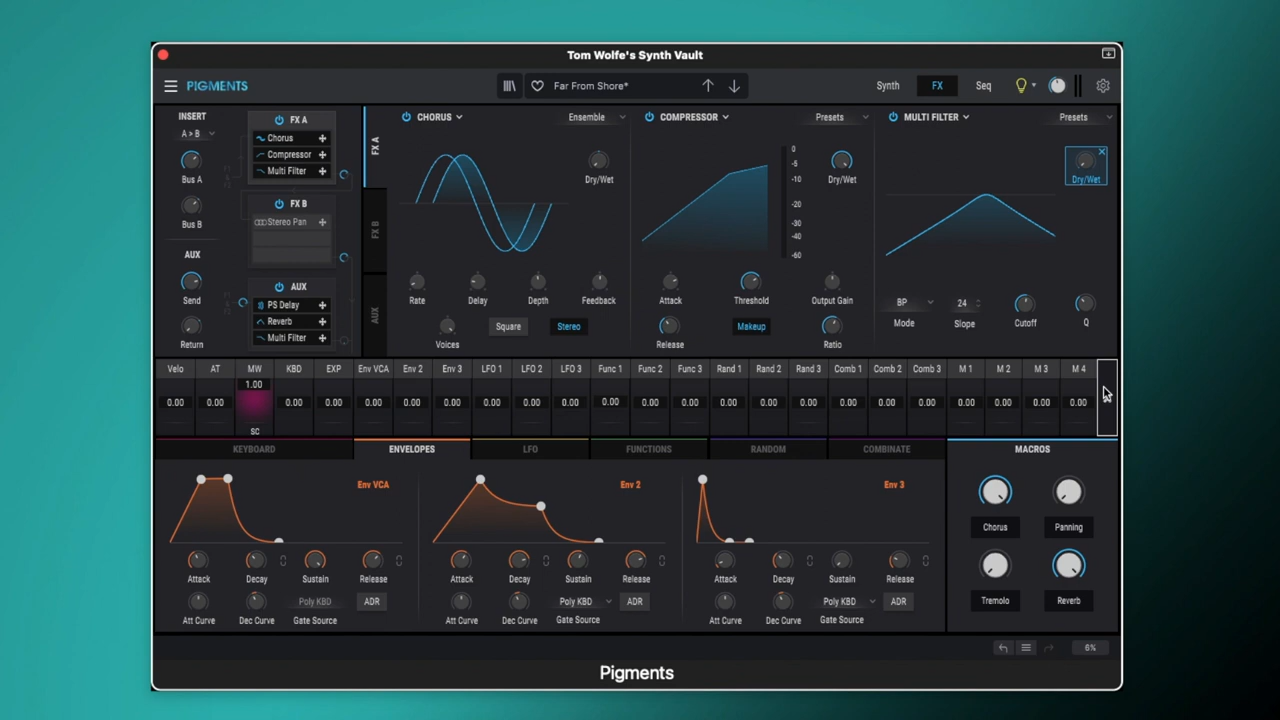 Tom Wolfe's Synth Vault
PIGMENTS
Far From Shore*
Synth
FX
Seq
INSERT
A > B
Bus A
Bus B
AUX
Send
Return
FX A
Chorus
Compressor
Multi Filter
FX B
Stereo Pan
AUX
PS Delay
Reverb
Multi Filter
FX A
FX B
AUX
CHORUS
Ensemble
Dry/Wet
Rate
Delay
Depth
Feedback
Voices
Square
Stereo
COMPRESSOR
Presets
0
-5
-10
-20
-30
-40
-60
Dry/Wet
Attack
Threshold
Output Gain
Release
Makeup
Ratio
MULTI FILTER
Presets
Dry/Wet
BP
24
Mode
Slope
Cutoff
Q
Velo AT MW KBD EXP Env VCA Env 2 Env 3 LFO 1 LFO 2 LFO 3 Func 1 Func 2 Func 3 Rand 1 Rand 2 Rand 3 Comb 1 Comb 2 Comb 3 M 1 M 2 M 3 M 4
1.00
0.00 0.00 0.00 0.00 0.00 0.00 0.00 0.00 0.00 0.00 0.00 0.00 0.00 0.00 0.00 0.00 0.00 0.00 0.00 0.00 0.00 0.00 0.00
SC
KEYBOARD ENVELOPES LFO FUNCTIONS RANDOM COMBINATE MACROS
Env VCA
Attack Decay Sustain Release
Poly KBD ADR
Att Curve Dec Curve Gate Source
Env 2
Attack Decay Sustain Release
Poly KBD ADR
Att Curve Dec Curve Gate Source
Env 3
Attack Decay Sustain Release
Poly KBD ADR
Att Curve Dec Curve Gate Source
Chorus Panning
Tremolo Reverb
6%
Pigments